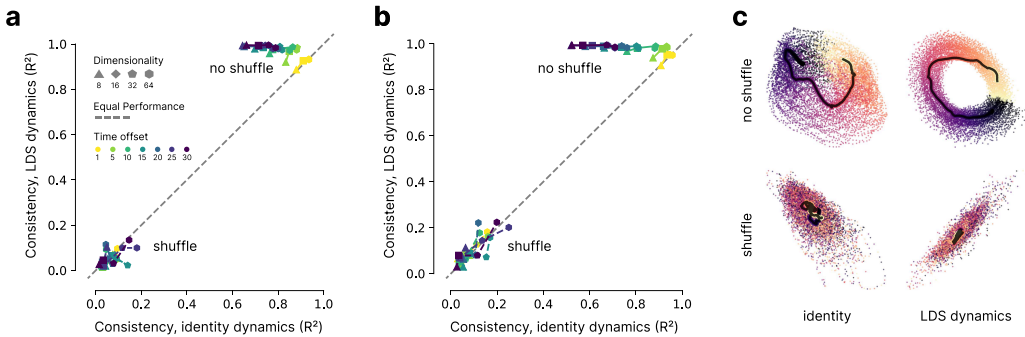 a
b
c
Consistency, LDS dynamics (R²)
1.0
0.8
0.6
0.4
0.2
0.0
Dimensionality
8 16 32 64
Equal Performance
Time offset
1 5 10 15 20 25 30
no shuffle
shuffle
0.0 0.2 0.4 0.6 0.8 1.0
Consistency, identity dynamics (R²)
Consistency, LDS dynamics (R²)
1.0
0.8
0.6
0.4
0.2
0.0
no shuffle
shuffle
0.0 0.2 0.4 0.6 0.8 1.0
Consistency, identity dynamics (R²)
no shuffle
shuffle
identity
LDS dynamics